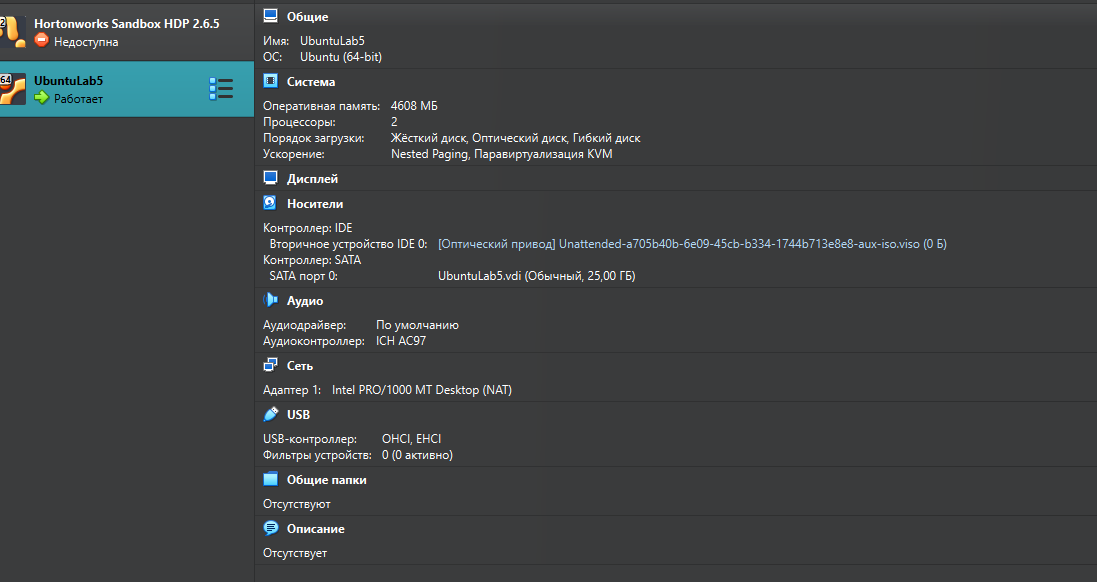 2
Hortonworks Sandbox HDP 2.6.5
Недоступна
64
UbuntuLab5
Работает
Общие
Имя: UbuntuLab5
ОС: Ubuntu (64-bit)
Система
Оперативная память: 4608 МБ
Процессоры: 2
Порядок загрузки: Жёсткий диск, Оптический диск, Гибкий диск
Ускорение: Nested Paging, Паравиртуализация KVM
Дисплей
Носители
Контроллер: IDE
Вторичное устройство IDE 0: [Оптический привод] Unattended-a705b40b-6e09-45cb-b334-1744b713e8e8-aux-iso.viso (0 Б)
Контроллер: SATA
SATA порт 0: UbuntuLab5.vdi (Обычный, 25,00 ГБ)
Аудио
Аудиодрайвер: По умолчанию
Аудиоконтроллер: ICH AC97
Сеть
Адаптер 1: Intel PRO/1000 MT Desktop (NAT)
USB
USB-контроллер: OHCI, EHCI
Фильтры устройств: 0 (0 активно)
Общие папки
Отсутствуют
Описание
Отсутствует